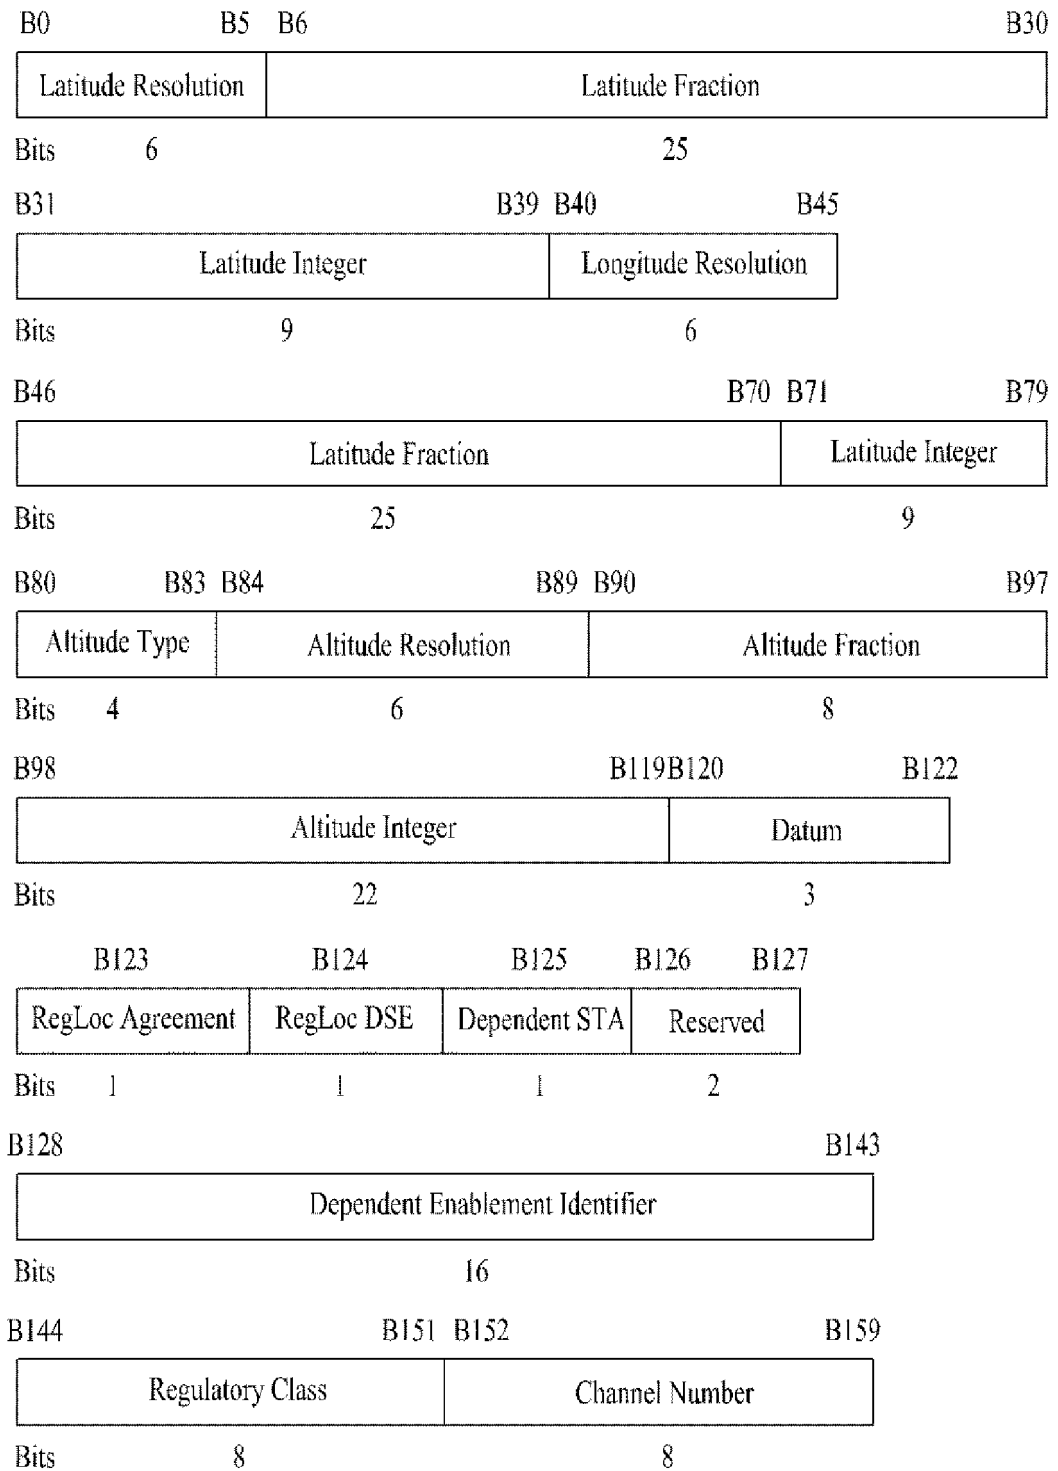 B0 B5 B6 B30
Latitude Resolution Latitude Fraction
Bits 6 25
B31 B39 B40 B45
Latitude Integer Longitude Resolution
Bits 9 6
B46 B70 B71 B79
Latitude Fraction Latitude Integer
Bits 25 9
B80 B83 B84 B89 B90 B97
Altitude Type Altitude Resolution Altitude Fraction
Bits 4 6 8
B98 B119 B120 B122
Altitude Integer Datum
Bits 22 3
B123 B124 B125 B126 B127
RegLoc Agreement RegLoc DSE Dependent STA Reserved
Bits 1 1 1 2
B128 B143
Dependent Enablement Identifier
Bits 16
B144 B151 B152 B159
Regulatory Class Channel Number
Bits 8 8